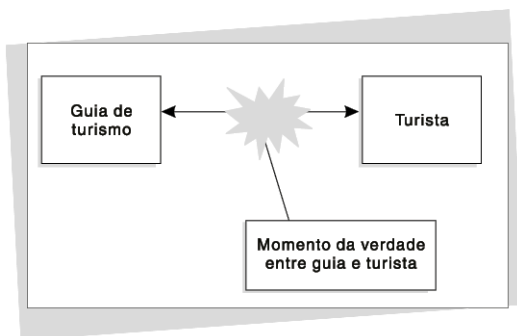 Guia de
turismo
Turista
Momento da verdade
entre guia e turista